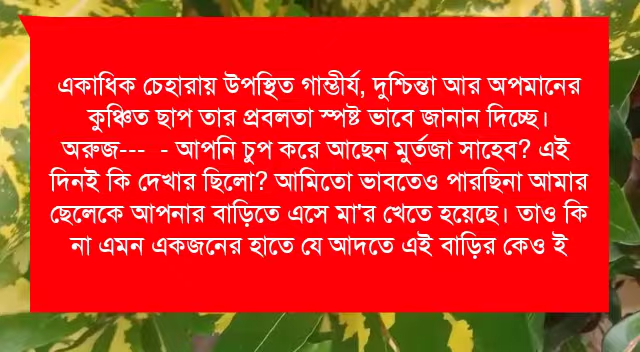 একাধিক চেহারায় উপস্থিত গাম্ভীর্য, দুশ্চিন্তা আর অপমানের
কুঞ্চিত ছাপ তার প্রবলতা স্পষ্ট ভাবে জানান দিচ্ছে।
অরুজ--- - আপনি চুপ করে আছেন মুর্তজা সাহেব? এই
দিনই কি দেখার ছিলো? আমিতো ভাবতেও পারছিনা আমার
ছেলেকে আপনার বাড়িতে এসে মা'র খেতে হয়েছে। তাও কি
না এমন একজনের হাতে যে আদতে এই বাড়ির কেও ই